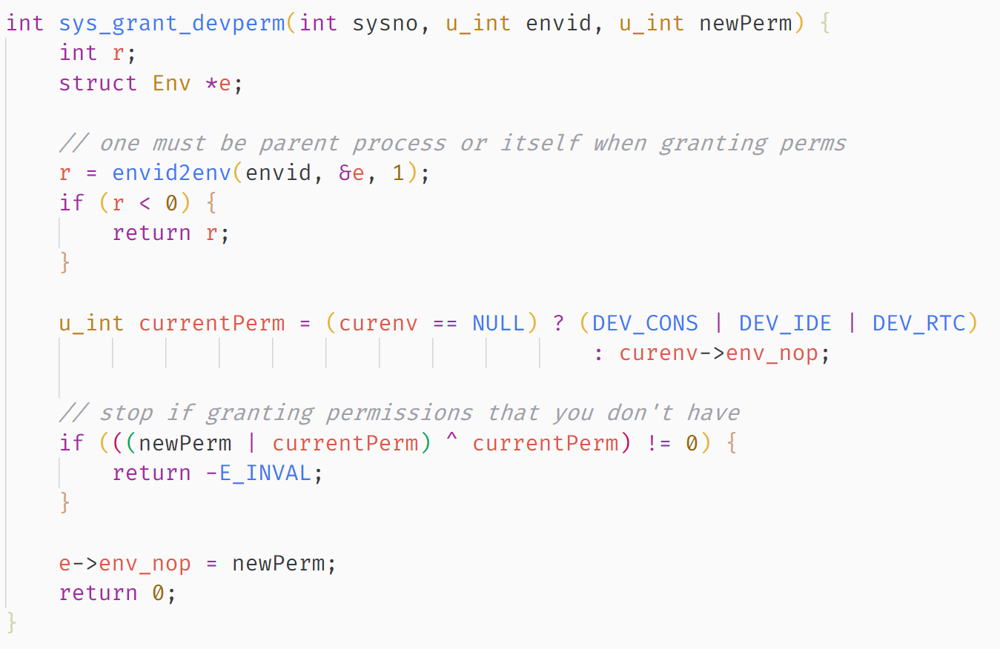 int sys_grant_devperm(int sysno, u_int envid, u_int newPerm) {
    int r;
    struct Env *e;

    // one must be parent process or itself when granting perms
    r = envid2env(envid, &e, 1);
    if (r < 0) {
        return r;
    }

    u_int currentPerm = (curenv == NULL) ? (DEV_CONS | DEV_IDE | DEV_RTC)
                                            : curenv->env_nop;

    // stop if granting permissions that you don't have
    if (((newPerm | currentPerm) ^ currentPerm) != 0) {
        return -E_INVAL;
    }

    e->env_nop = newPerm;
    return 0;
}